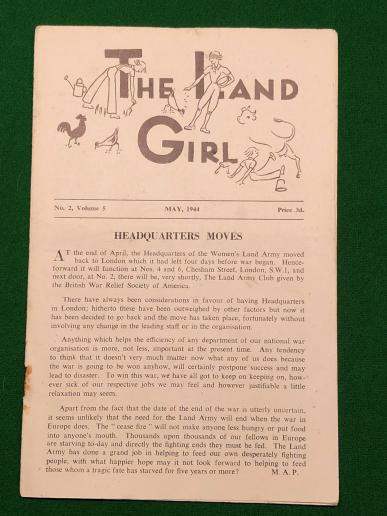 THE LAND
GIRL
No. 2, Volume 5 MAY, 1944 Price 3d.
HEADQUARTERS MOVES
AT the end of April, the Headquarters of the Women's Land Army moved
back to London which it had left four days before war began. Hence-
forward it will function at Nos. 4 and 6, Chesham Street, London, S.W.1, and
next door, at No. 2, there will be, very shortly, The Land Army Club given by
the British War Relief Society of America.
There have always been considerations in favour of having Headquarters
in London; hitherto these have been outweighed by other factors but now it
has been decided to go back and the move has taken place, fortunately without
involving any change in the leading staff or in the organisation.
Anything which helps the efficiency of any department of our national war
organisation is more, not less, important at the present time. Any tendency
to think that it doesn't very much matter now what any of us does because
the war is going to be won anyhow, will certainly postpone success and may
lead to disaster. To win this war, we have all got to keep on keeping on, how-
ever sick of our respective jobs we may feel and however justifiable a little
relaxation may seem.
Apart from the fact that the date of the end of the war is utterly uncertain,
it seems unlikely that the need for the Land Army will end when the war in
Europe does. The "cease fire" will not make anyone less hungry or put food
into anyone's mouth. Thousands upon thousands of our fellows in Europe
are starving to-day and directly the fighting ends they must be fed. The Land
Army has done a grand job in helping to feed our own desperately fighting
people, with what happier hope may it not look forward to helping to feed
those whom a tragic fate has starved for five years or more? M. A. P.